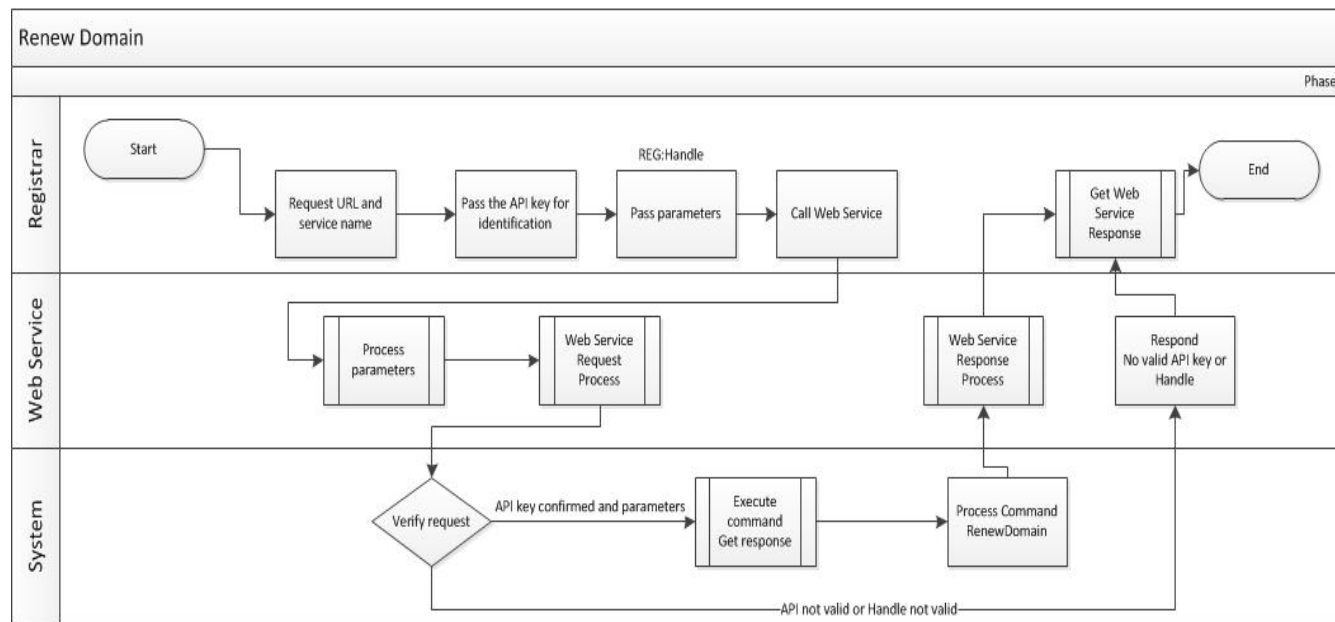 Renew Domain
Phase
Registrar
Start
Request URL and
service name
Pass the API key for
identification
REG:Handle
Pass parameters
Call Web Service
Get Web
Service
Response
End
Web Service
Process
parameters
Web Service
Request
Process
Web Service
Response
Process
Respond
No valid API key or
Handle
System
Verify request
API key confirmed and parameters
Execute
command
Get response
Process Command
RenewDomain
API not valid or Handle not valid